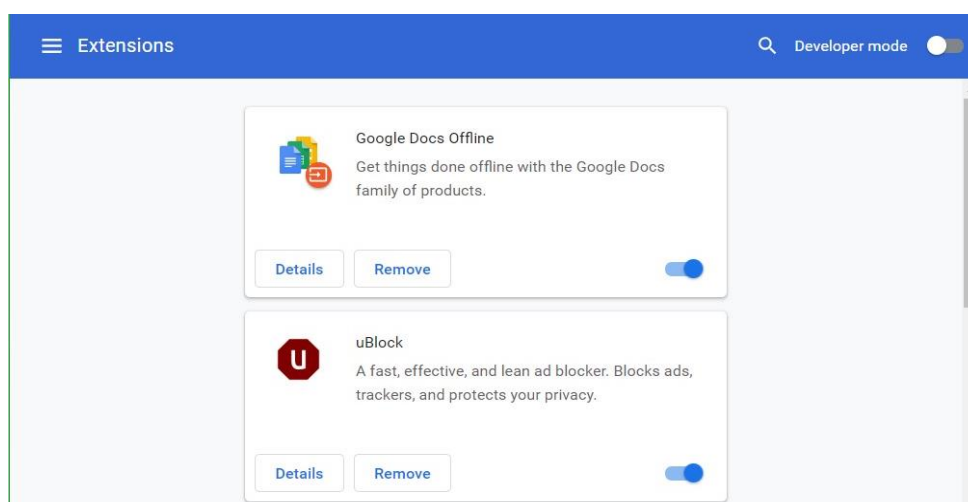 Extensions
Developer mode
Google Docs Offline
Get things done offline with the Google Docs
family of products.
Details
Remove
u
uBlock
A fast, effective, and lean ad blocker. Blocks ads,
trackers, and protects your privacy.
Details
Remove